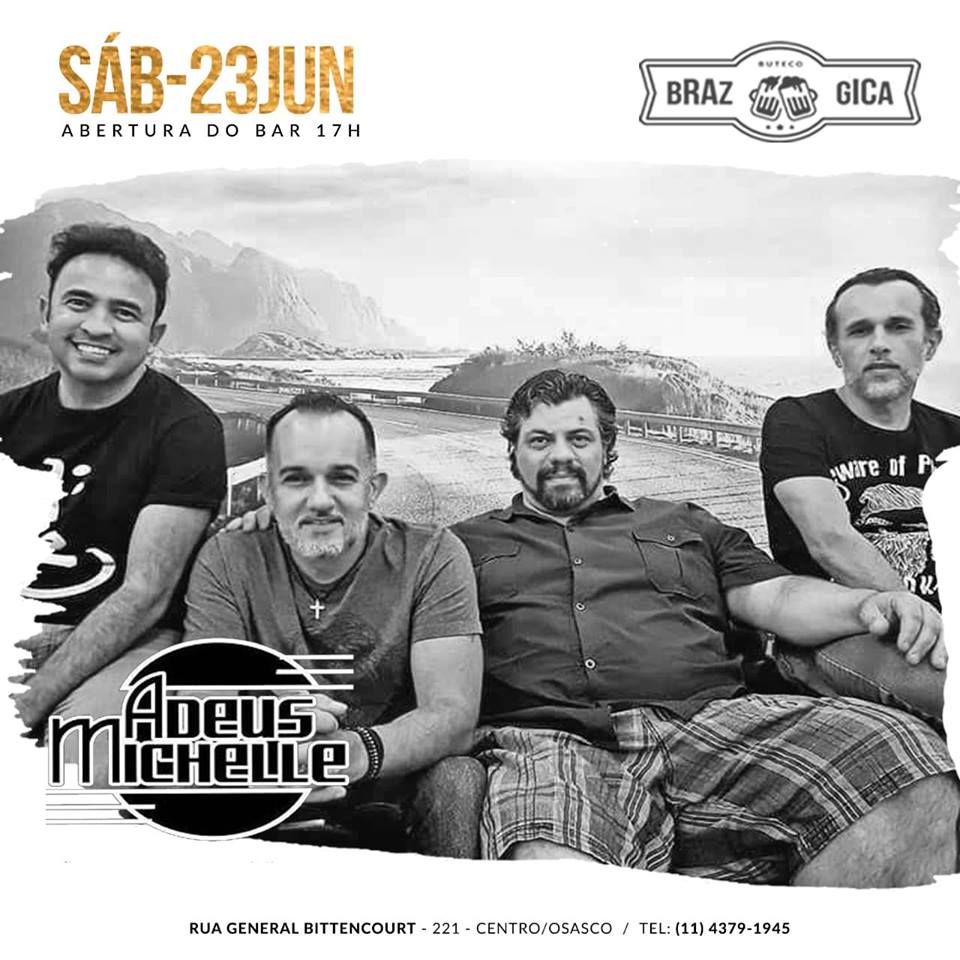 SÁB-23JUN
ABERTURA DO BAR 17H
BUTECO
BRAZ GICA
ADEUS
MICHELLE
RUA GENERAL BITTENCOURT - 221 - CENTRO/OSASCO / TEL: (11) 4379-1945